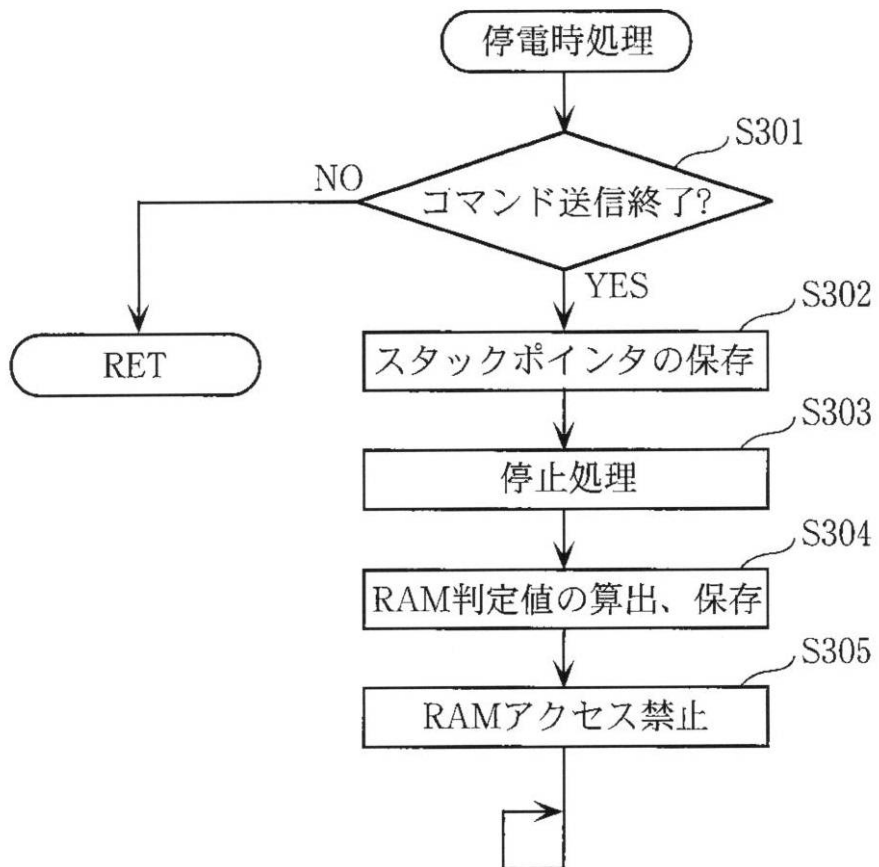 停電時処理
S301
NO
コマンド送信終了?
YES
S302
RET
スタックポインタの保存
S303
停止処理
S304
RAM判定値の算出、保存
S305
RAMアクセス禁止